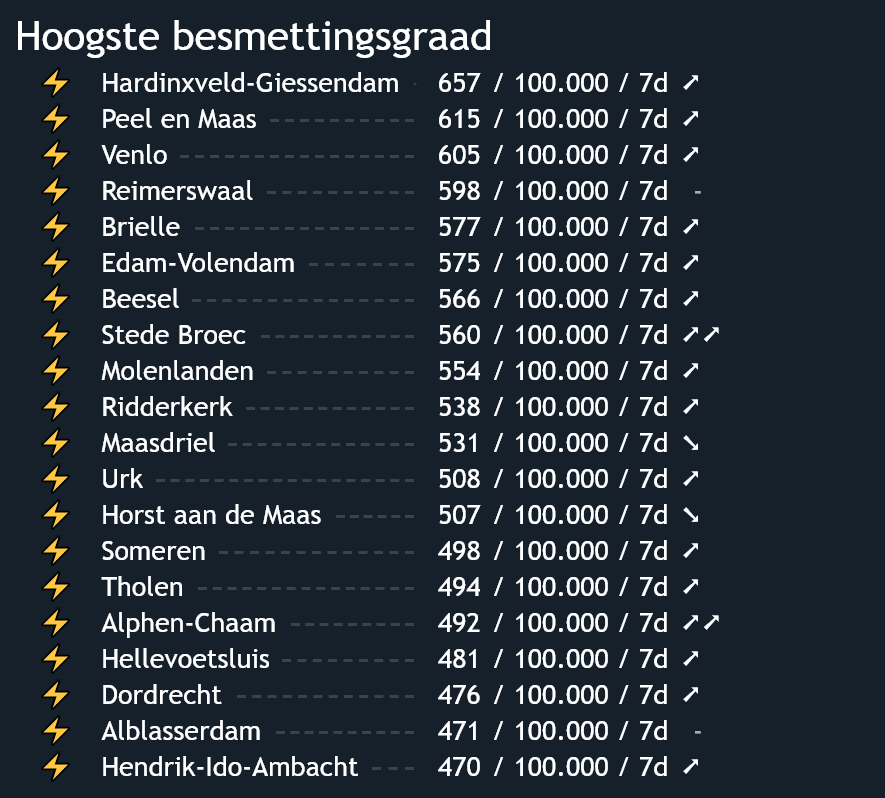 Hoogste besmettingsgraad
⚡ Hardinxveld-Giessendam 657 / 100.000 / 7d ➚
⚡ Peel en Maas 615 / 100.000 / 7d ➚
⚡ Venlo 605 / 100.000 / 7d ➚
⚡ Reimerswaal 598 / 100.000 / 7d -
⚡ Brielle 577 / 100.000 / 7d ➚
⚡ Edam-Volendam 575 / 100.000 / 7d ➚
⚡ Beesel 566 / 100.000 / 7d ➚
⚡ Stede Broec 560 / 100.000 / 7d ➚➚
⚡ Molenlanden 554 / 100.000 / 7d ➚
⚡ Ridderkerk 538 / 100.000 / 7d ➚
⚡ Maasdriel 531 / 100.000 / 7d ➘
⚡ Urk 508 / 100.000 / 7d ➚
⚡ Horst aan de Maas 507 / 100.000 / 7d ➘
⚡ Someren 498 / 100.000 / 7d ➚
⚡ Tholen 494 / 100.000 / 7d ➚
⚡ Alphen-Chaam 492 / 100.000 / 7d ➚➚
⚡ Hellevoetsluis 481 / 100.000 / 7d ➚
⚡ Dordrecht 476 / 100.000 / 7d ➚
⚡ Alblasserdam 471 / 100.000 / 7d -
⚡ Hendrik-Ido-Ambacht 470 / 100.000 / 7d ➚